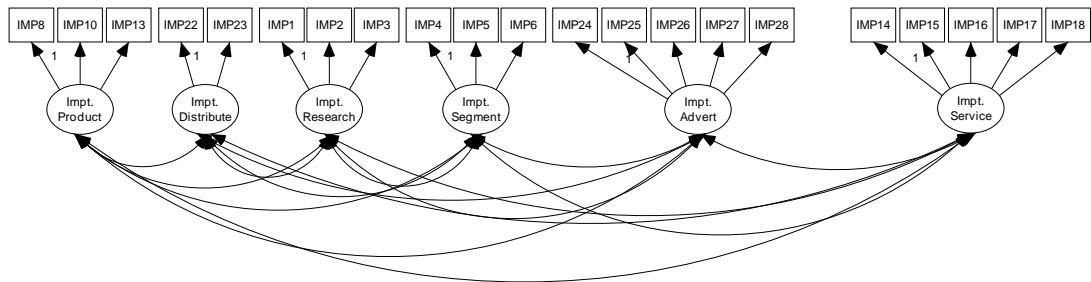 IMP8 IMP10 IMP13 IMP22 IMP23 IMP1 IMP2 IMP3 IMP4 IMP5 IMP6 IMP24 IMP25 IMP26 IMP27 IMP28 IMP14 IMP15 IMP16 IMP17 IMP18
1 1 1 1 1 1
Impt. Product
Impt. Distribute
Impt. Research
Impt. Segment
Impt. Advert
Impt. Service